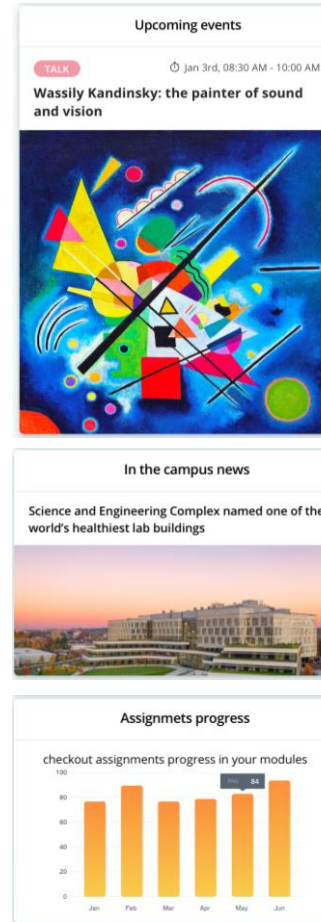 Upcoming events
TALK
Jan 3rd, 08:30 AM - 10:00 AM
Wassily Kandinsky: the painter of sound
and vision
In the campus news
Science and Engineering Complex named one of the
world's healthiest lab buildings
Assignmets progress
checkout assignments progress in your modules
100
80
60
40
20
0
84
Jan Feb Mar Apr May Jun